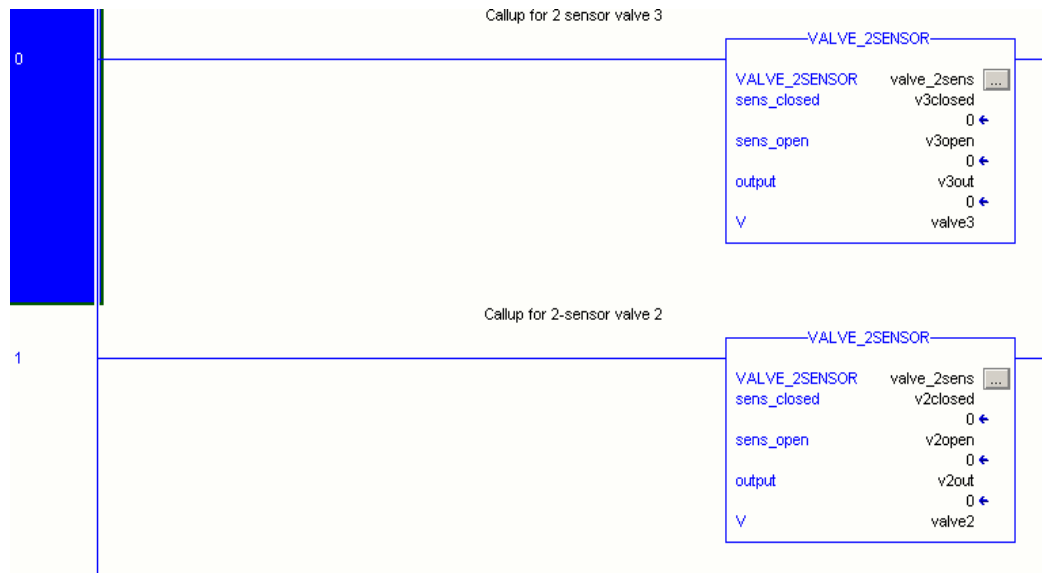 Callup for 2 sensor valve 3
VALVE_2SENSOR
0
VALVE_2SENSOR valve_2sens ...
sens_closed v3closed
0
sens_open v3open
0
output v3out
0
V valve3
Callup for 2-sensor valve 2
VALVE_2SENSOR
1
VALVE_2SENSOR valve_2sens ...
sens_closed v2closed
0
sens_open v2open
0
output v2out
0
V valve2